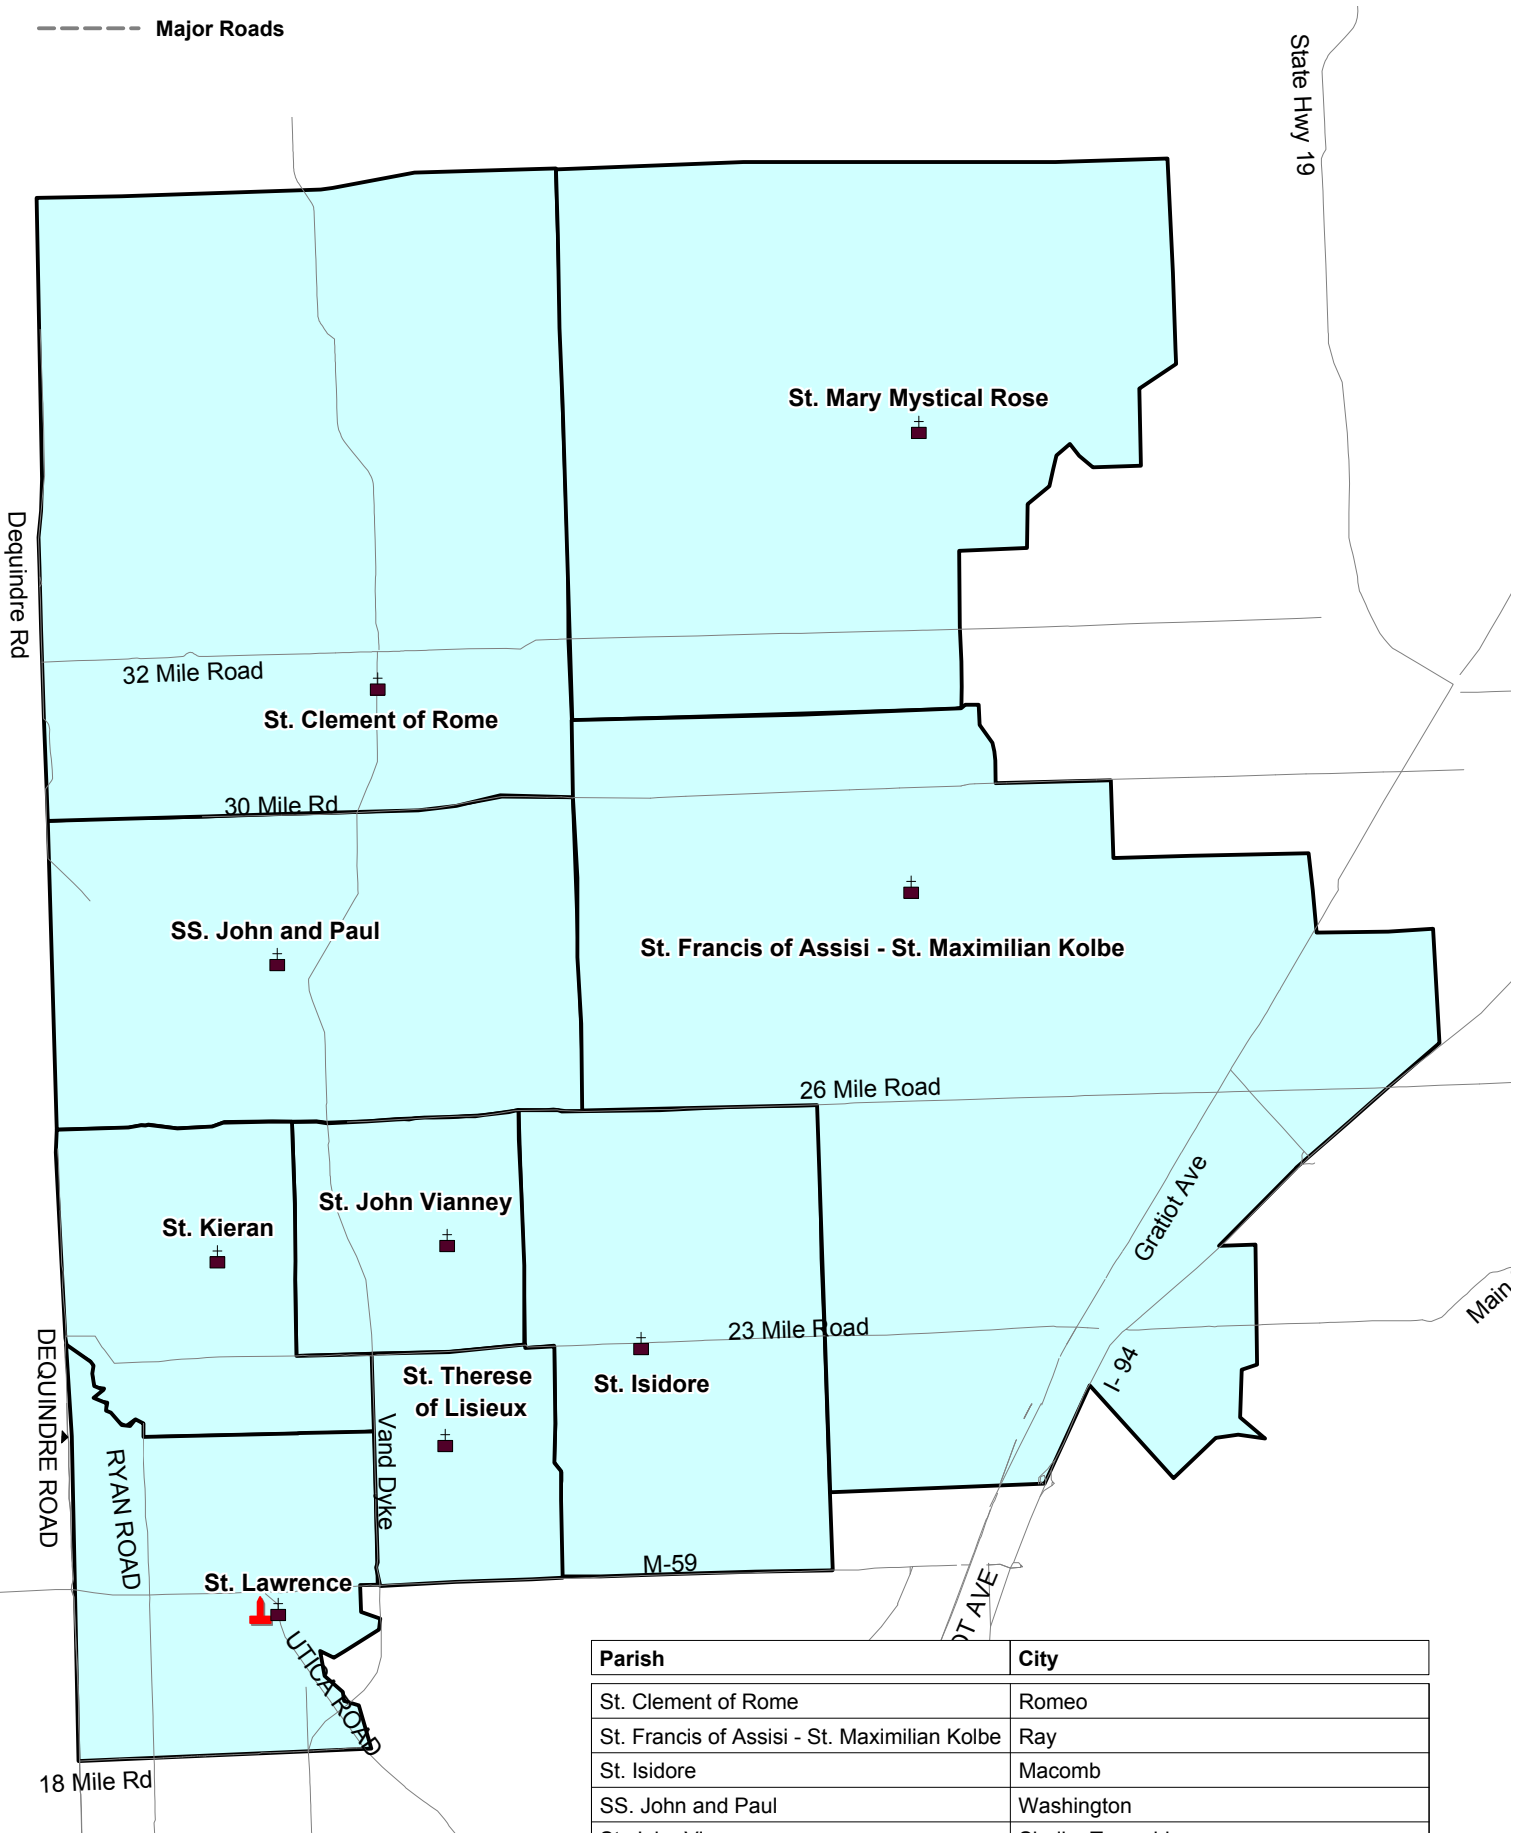 Major Roads
State Hwy 19
St. Mary Mystical Rose
Dequindre Rd
32 Mile Road
St. Clement of Rome
30 Mile Rd
SS. John and Paul
St. Francis of Assisi - St. Maximilian Kolbe
26 Mile Road
Gratiot Ave
St. John Vianney
St. Kieran
Main
23 Mile Road
DEQUINDRE ROAD
I- 94
St. Therese
of Lisieux
St. Isidore
Vand Dyke
RYAN ROAD
M-59
St. Lawrence
OT AVE
UTICA ROAD
18 Mile Rd
Parish City
St. Clement of Rome Romeo
St. Francis of Assisi - St. Maximilian Kolbe Ray
St. Isidore Macomb
SS. John and Paul Washington